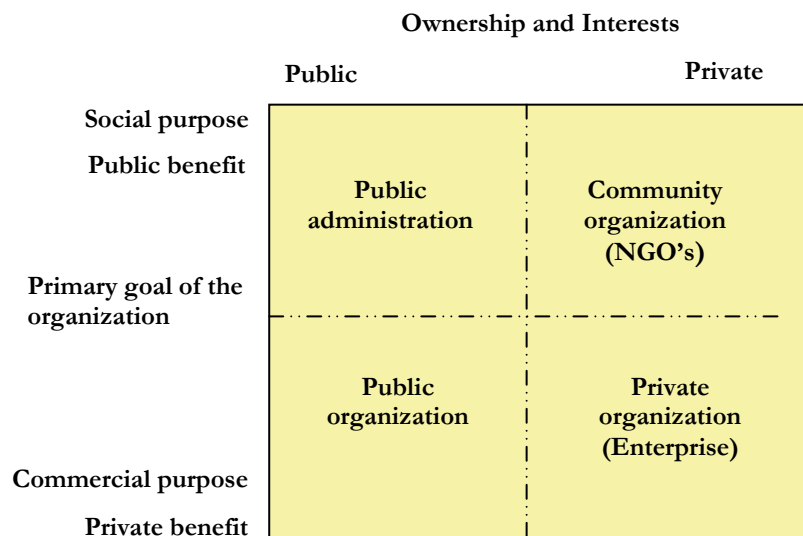 Ownership and Interests
Public
Private
Social purpose
Public benefit
Public
administration
Community
organization
(NGO’s)
Primary goal of the
organization
Public
organization
Private
organization
(Enterprise)
Commercial purpose
Private benefit